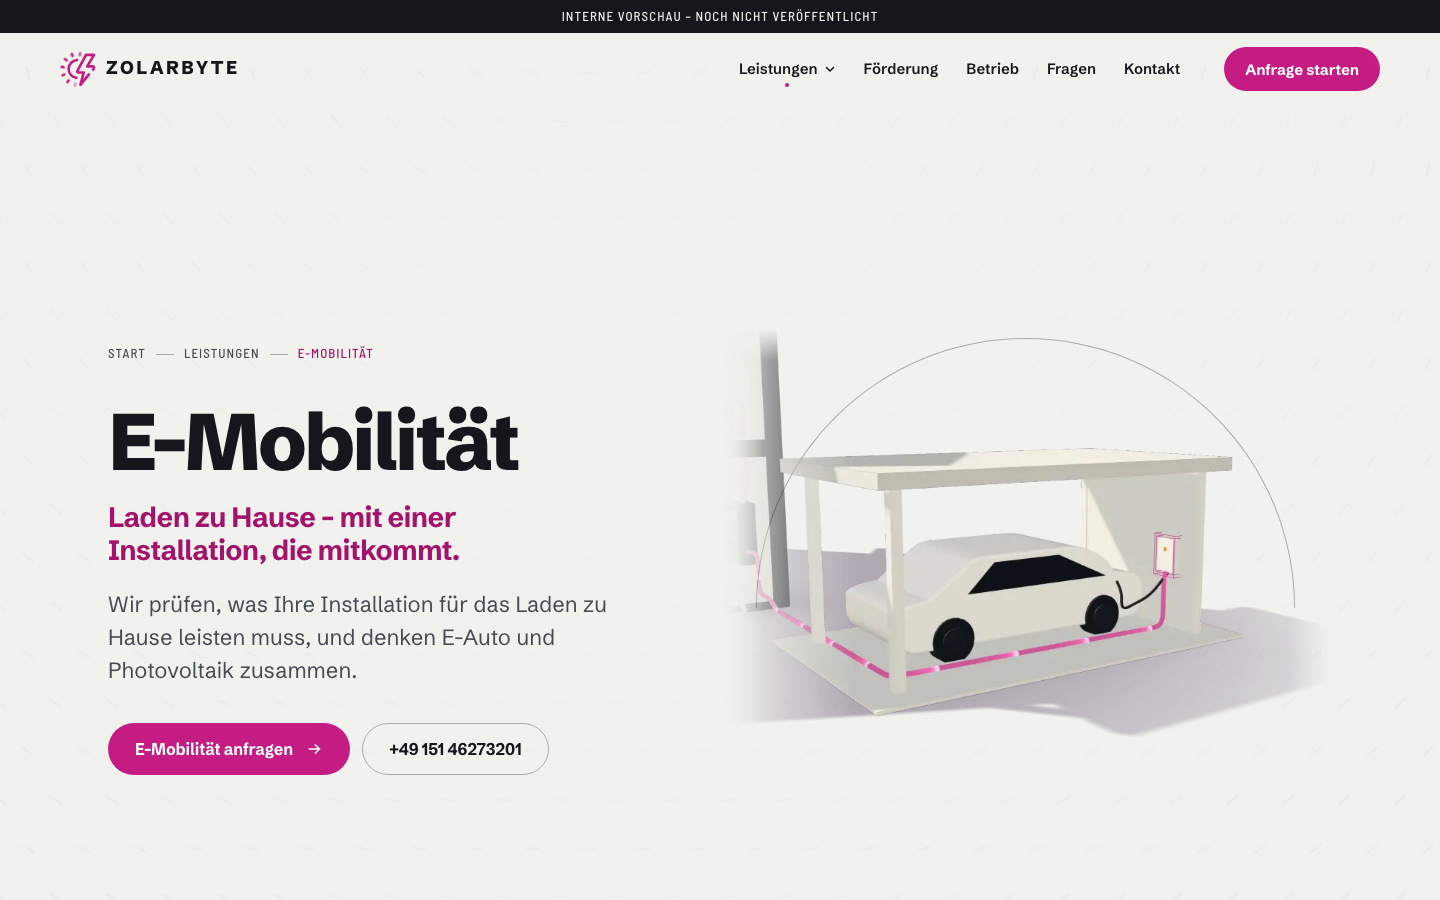 INTERNE VORSCHAU – NOCH NICHT VERÖFFENTLICHT
ZOLARBYTE
Leistungen Förderung Betrieb Fragen Kontakt Anfrage starten
START — LEISTUNGEN — E-MOBILITÄT
E-Mobilität
Laden zu Hause – mit einer
Installation, die mitkommt.
Wir prüfen, was Ihre Installation für das Laden zu
Hause leisten muss, und denken E-Auto und
Photovoltaik zusammen.
E-Mobilität anfragen → +49 151 46273201